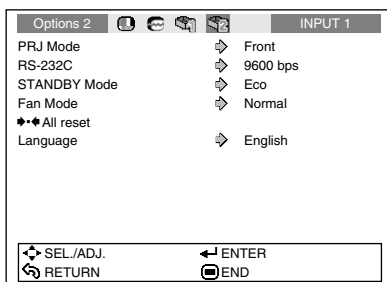 Options 2 INPUT 1
PRJ Mode Front
RS-232C 9600 bps
STANDBY Mode Eco
Fan Mode Normal
All reset
Language English
SEL./ADJ. ENTER
RETURN END